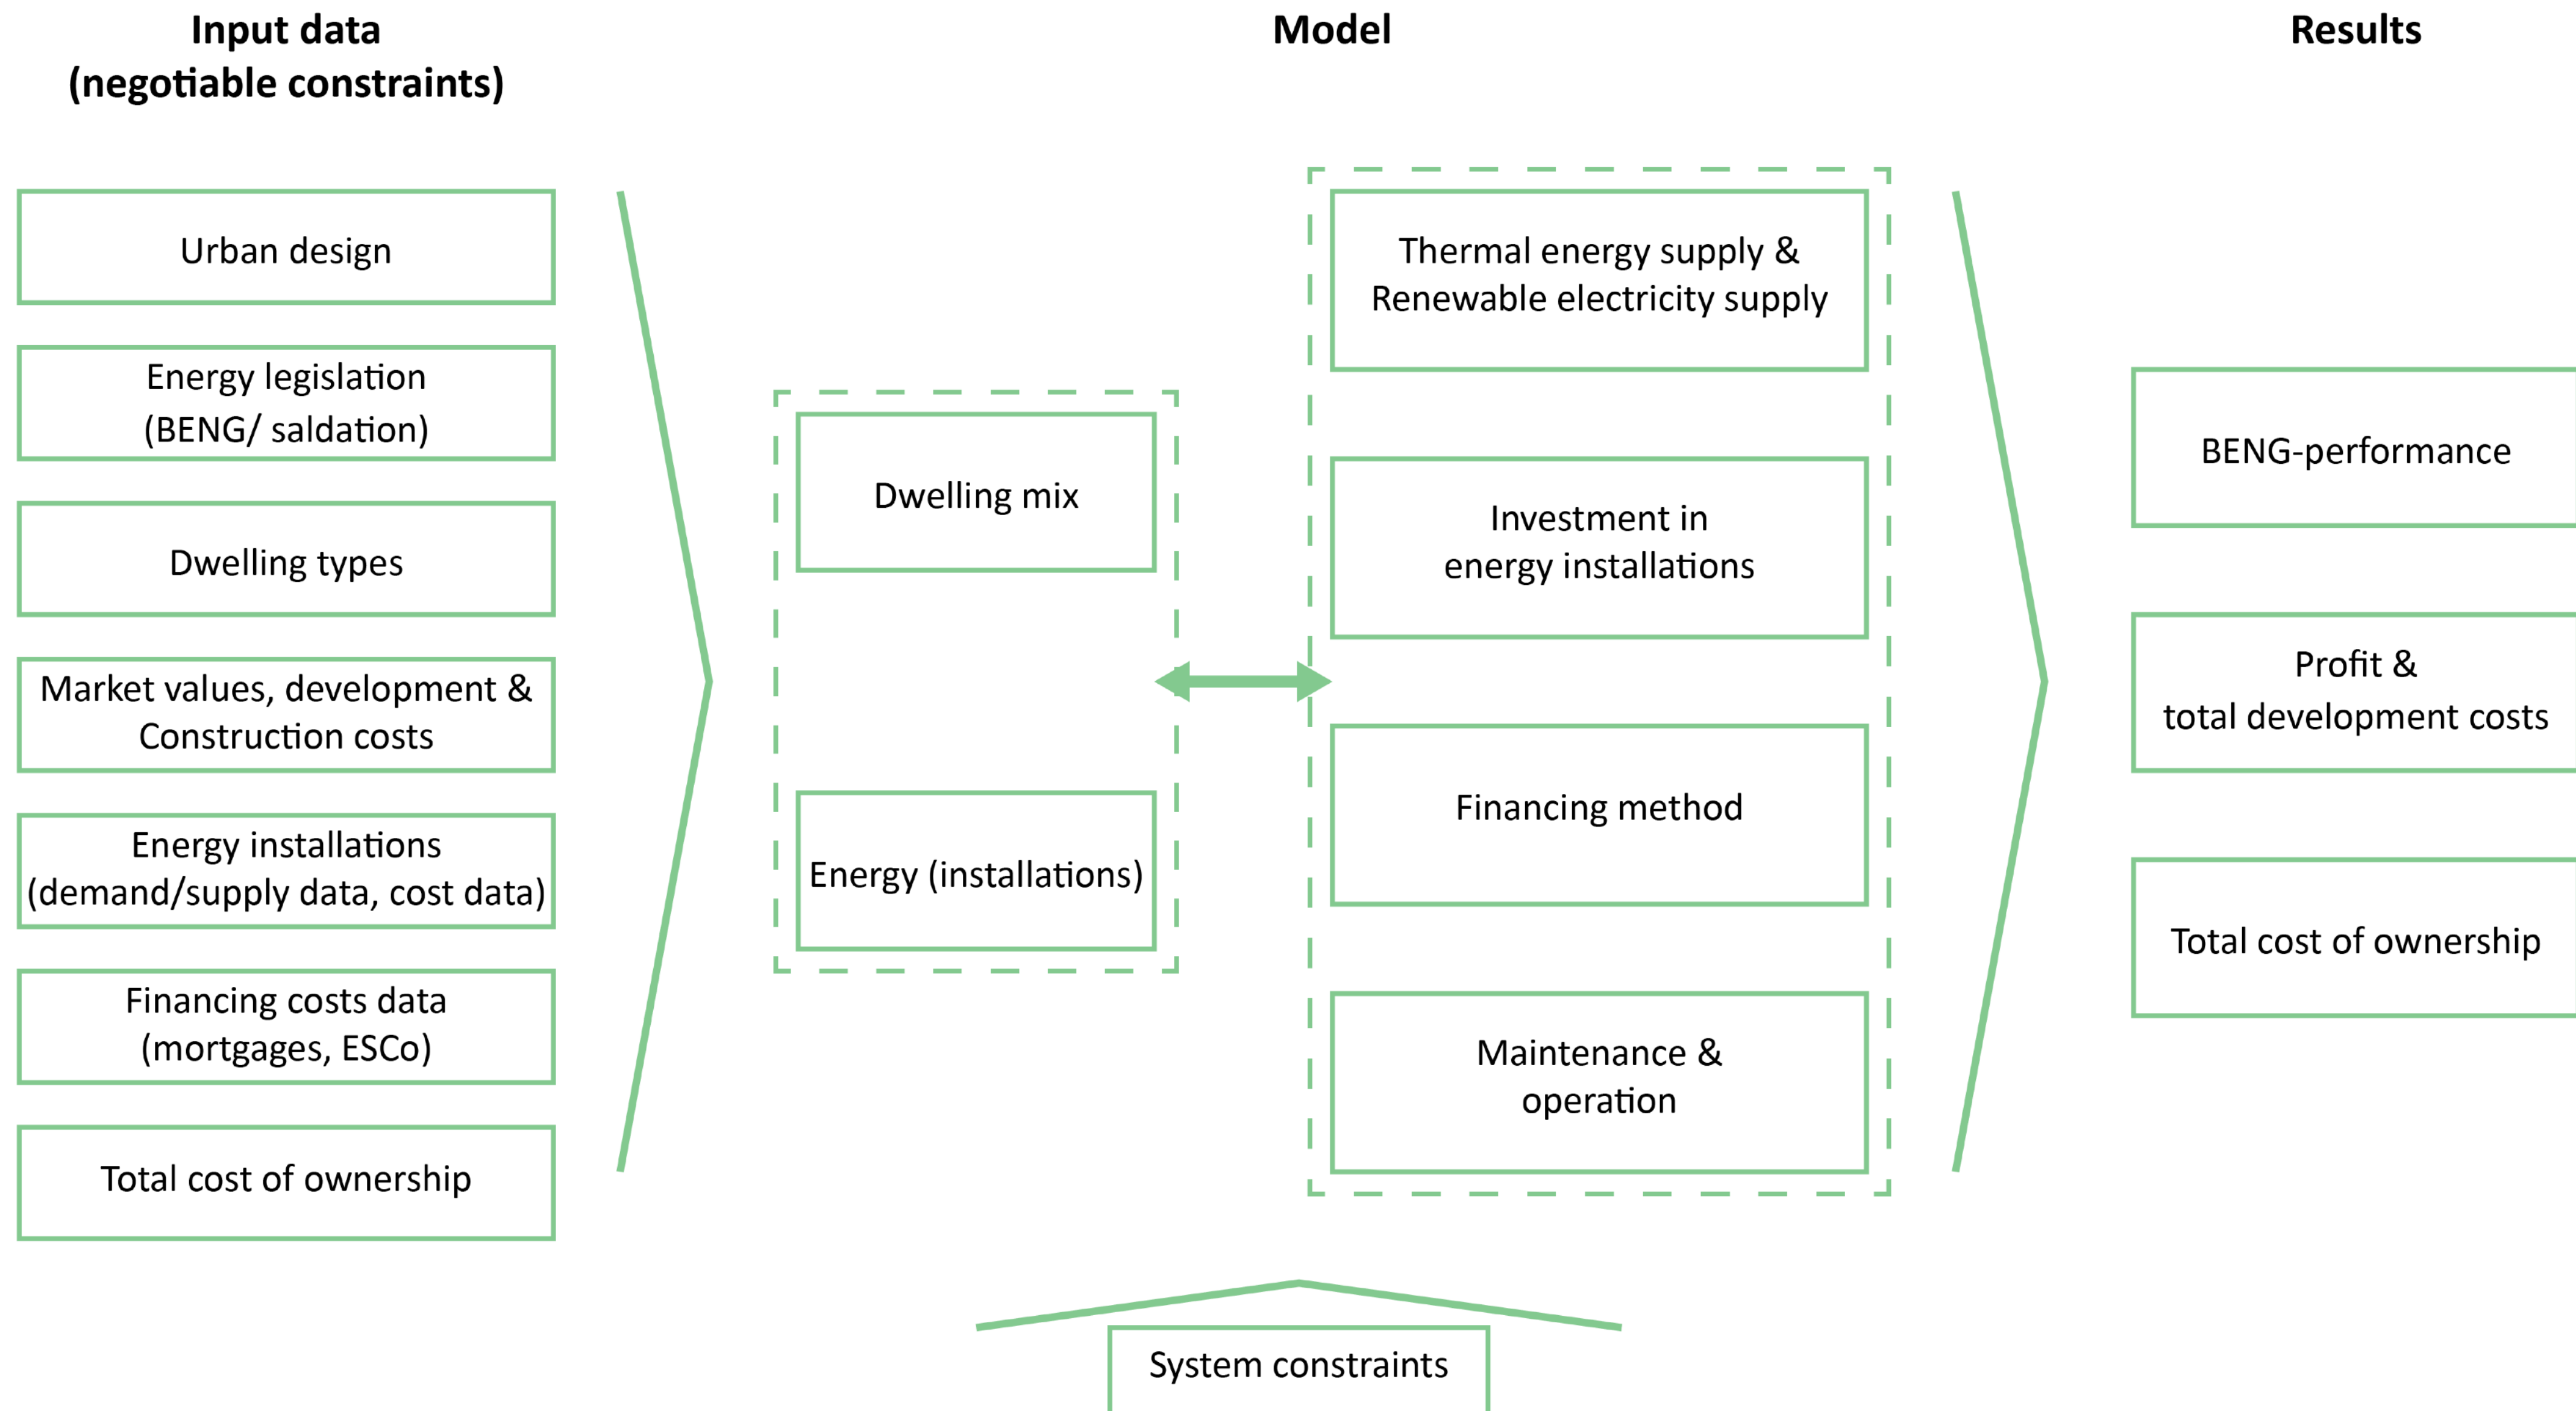 Input data
(negotiable constraints)
Urban design
Energy legislation
(BENG/ saldation)
Dwelling types
Market values, development &
Construction costs
Energy installations
(demand/supply data, cost data)
Financing costs data
(mortgages, ESCo)
Total cost of ownership
Model
Dwelling mix
Energy (installations)
Thermal energy supply &
Renewable electricity supply
Investment in
energy installations
Financing method
Maintenance &
operation
System constraints
Results
BENG-performance
Profit &
total development costs
Total cost of ownership